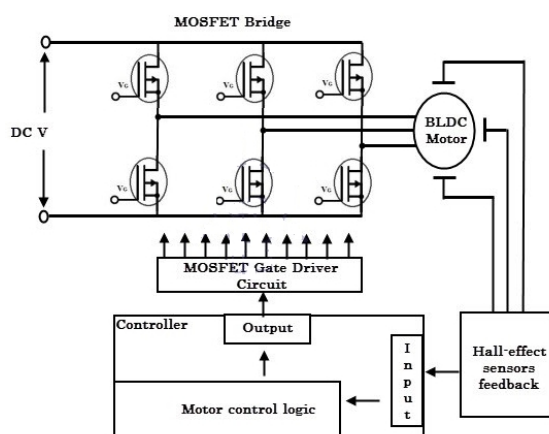 MOSFET Bridge
VG
VG
VG
DC V
BLDC
Motor
VG
VG
VG
MOSFET Gate Driver
Circuit
Controller
Output
Input
Hall-effect
sensors
feedback
Motor control logic